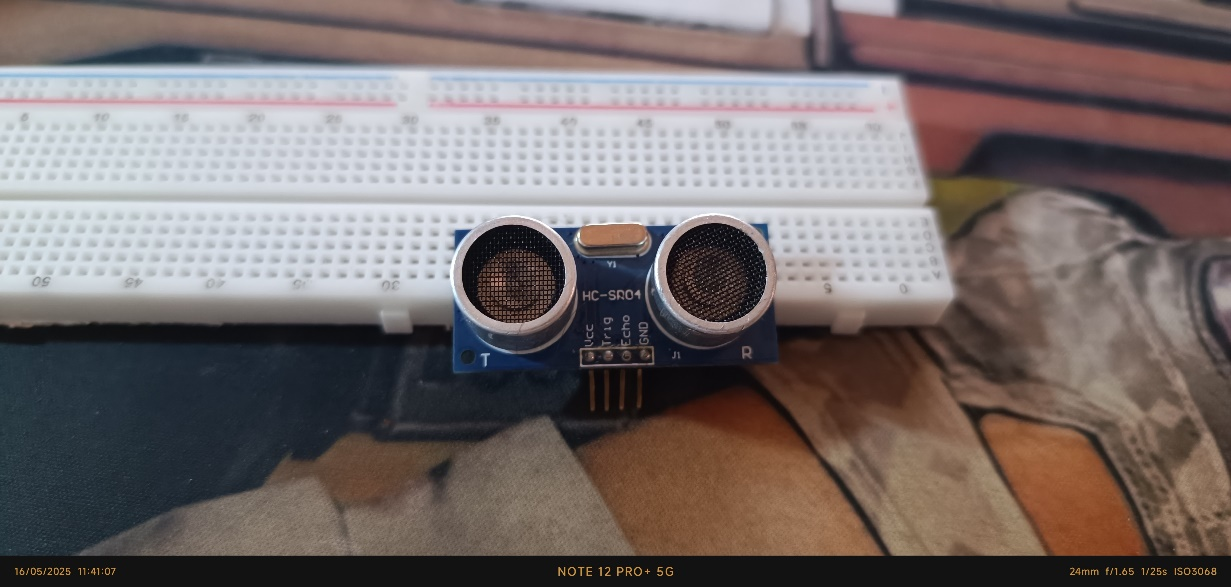 5 10 15 20 25 30 35 40 45 50 55
Y1
HC-SR04
Vcc Trig Echo GND
T J1 R
50 45 40 30 5 0
16/05/2025 11:41:07 NOTE 12 PRO+ 5G 24mm f/1.65 1/25s ISO3068